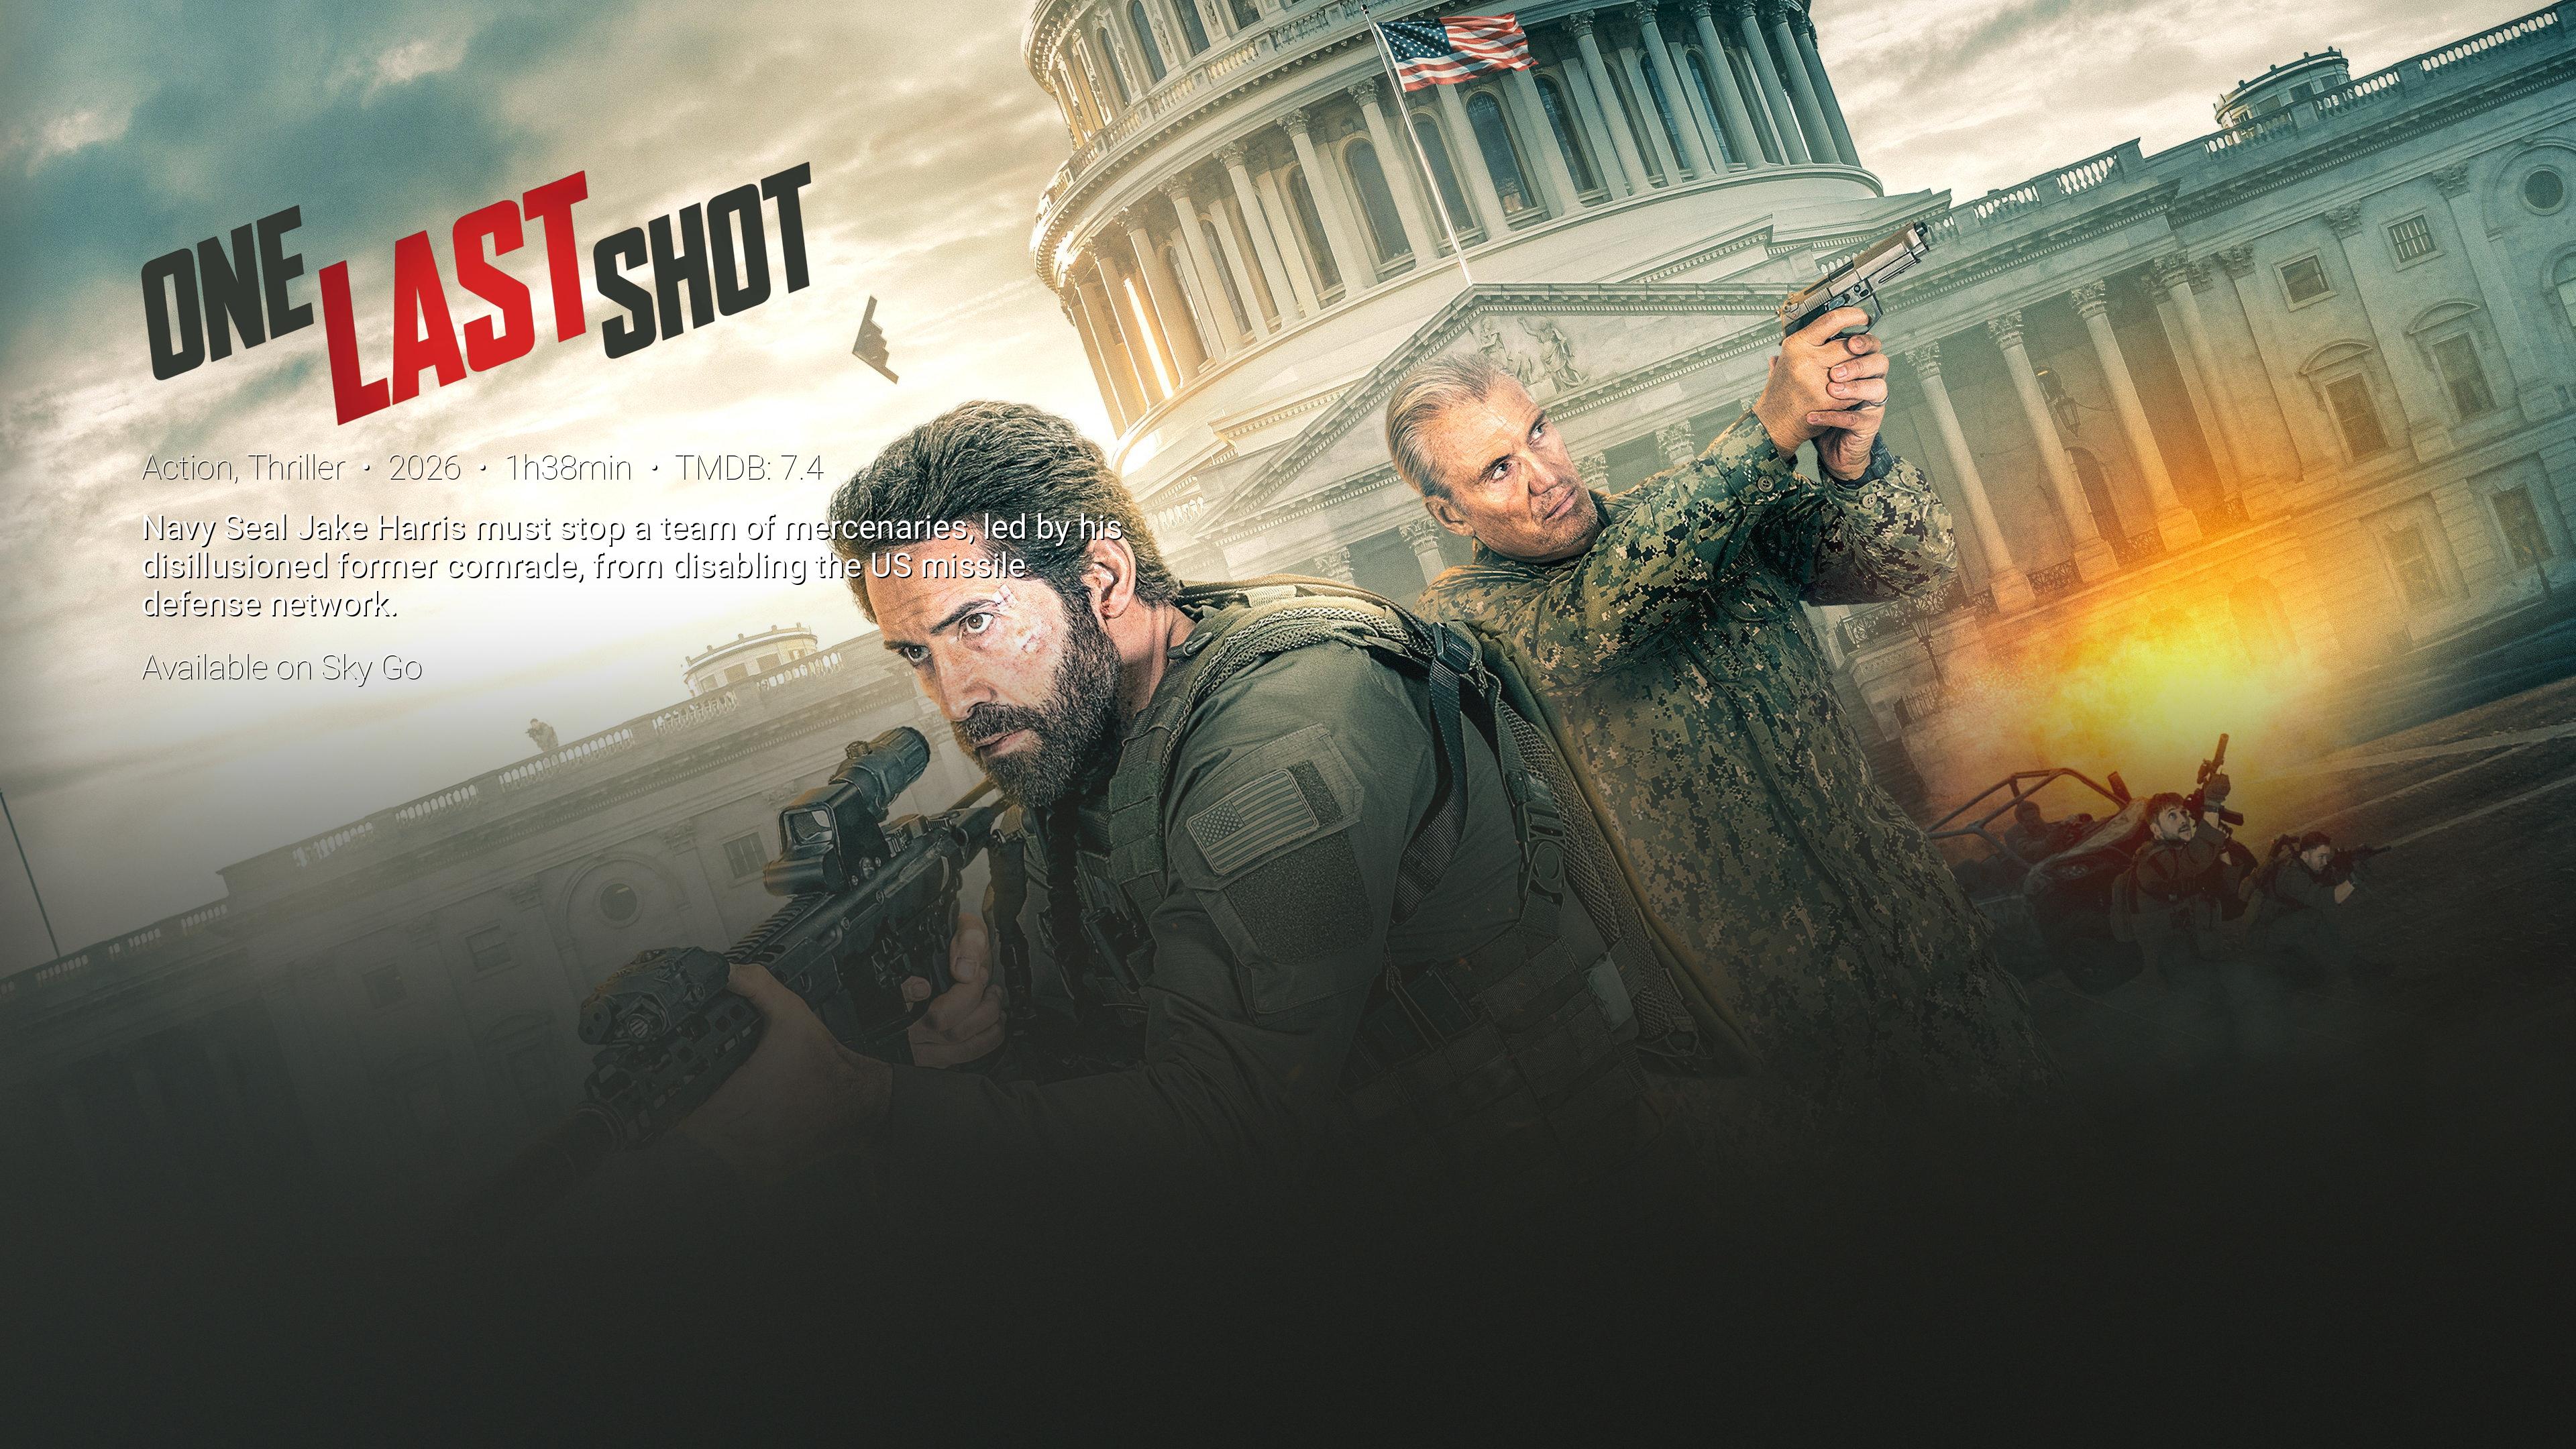 ONE LAST SHOT
Action, Thriller • 2026 • 1h38min • TMDB: 7.4
Navy Seal Jake Harris must stop a team of mercenaries, led by his
disillusioned former comrade, from disabling the US missile
defense network.
Available on Sky Go